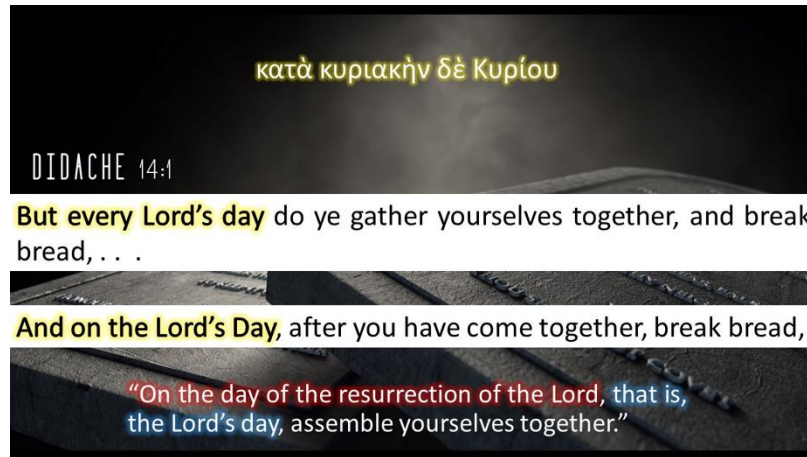 κατὰ κυριακὴν δὲ Κυρίου
DIDACHE 14:1
But every Lord's day do ye gather yourselves together, and break
bread, . . .
And on the Lord's Day, after you have come together, break bread,
“On the day of the resurrection of the Lord, that is,
the Lord's day, assemble yourselves together.”